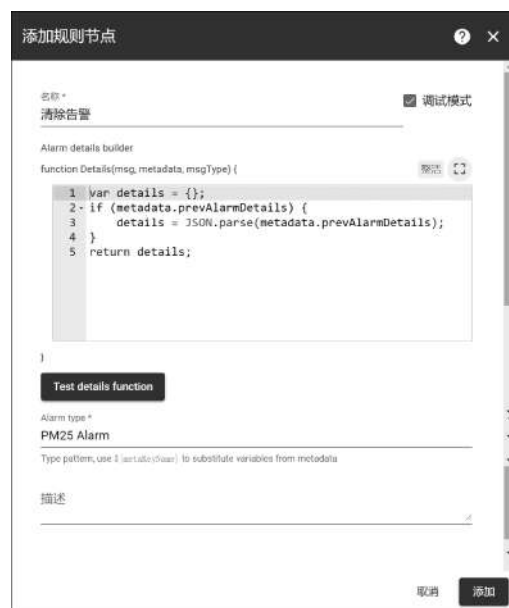 添加规则节点
名称 *
清除告警
调试模式
Alarm details builder
function Details(msg, metadata, msgType) {
1 var details = {};
2 if (metadata.prevAlarmDetails) {
3 details = JSON.parse(metadata.prevAlarmDetails);
4 }
5 return details;
}
Test details function
Alarm type *
PM25 Alarm
Type pattern, use to substitute variables from metadata
描述
取消
添加